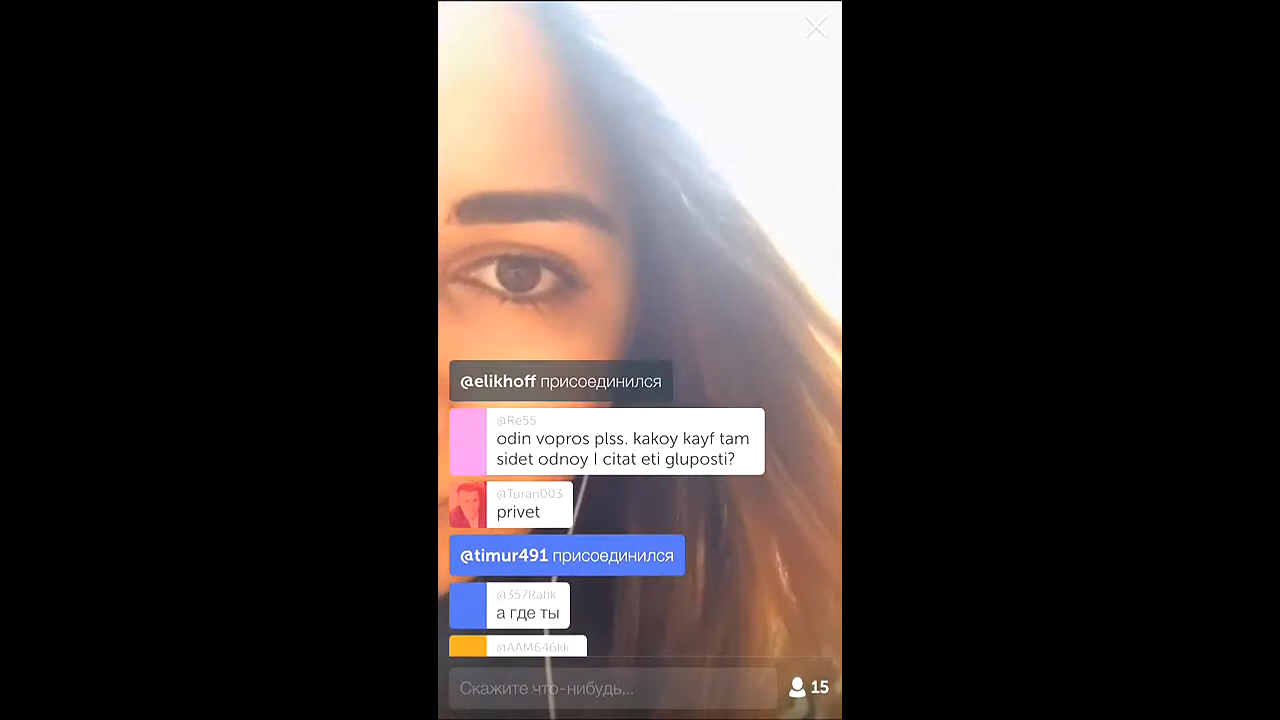 @elikhoff присоединился
@Re55
odin vopros plss. kakoy kayf tam
sidet odnoy I citat eti gluposti?
@Turan003
privet
@timur491 присоединился
@357Rafik
а где ты
@AAM646kk
Скажите что-нибудь...
15